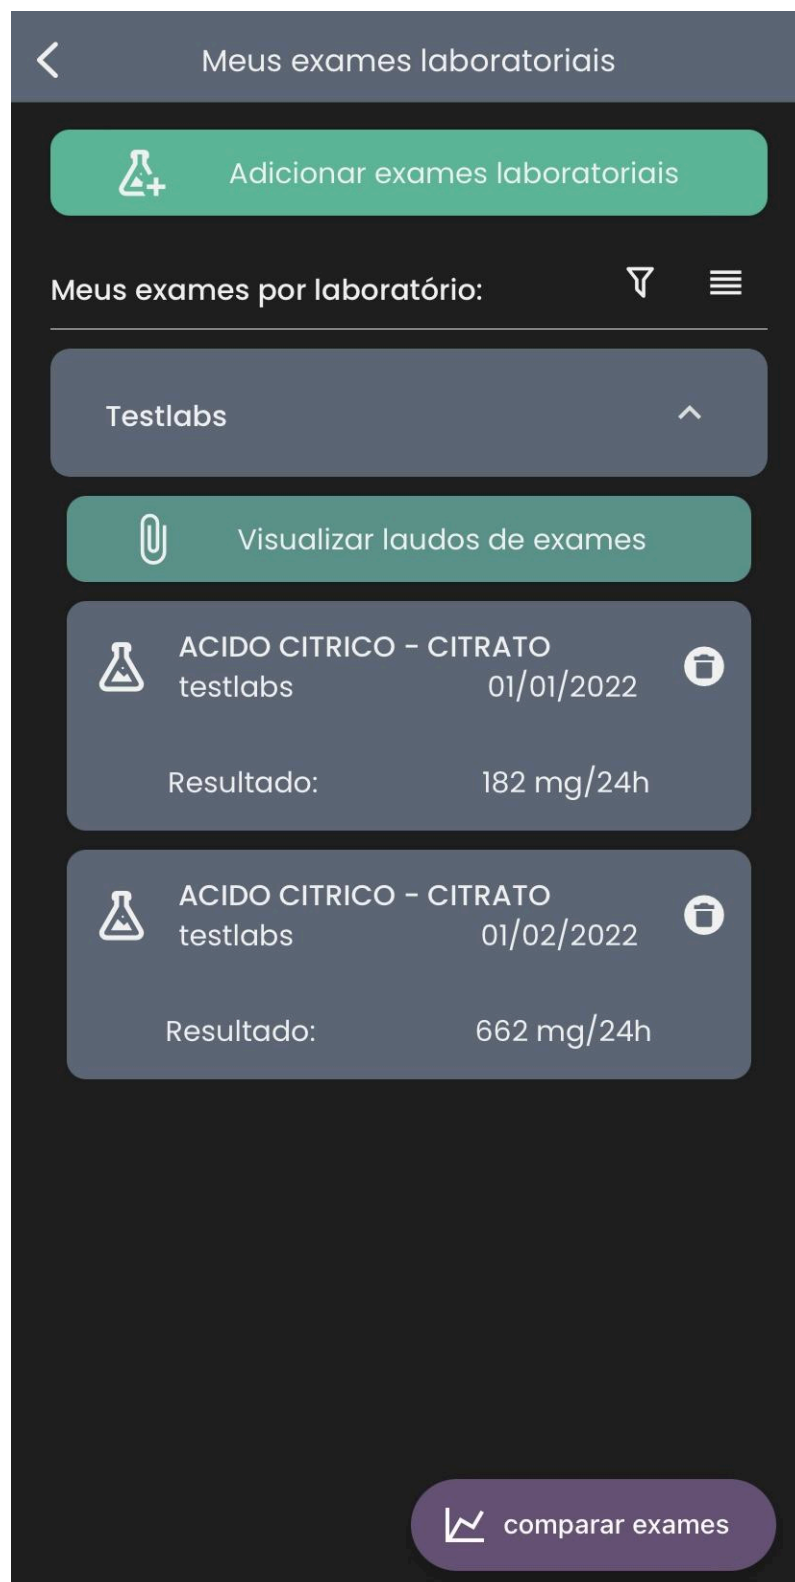 Meus exames laboratoriais
Adicionar exames laboratoriais
Meus exames por laboratório:
Testlabs
Visualizar laudos de exames
ACIDO CITRICO - CITRATO
testlabs 01/01/2022
Resultado: 182 mg/24h
ACIDO CITRICO - CITRATO
testlabs 01/02/2022
Resultado: 662 mg/24h
comparar exames